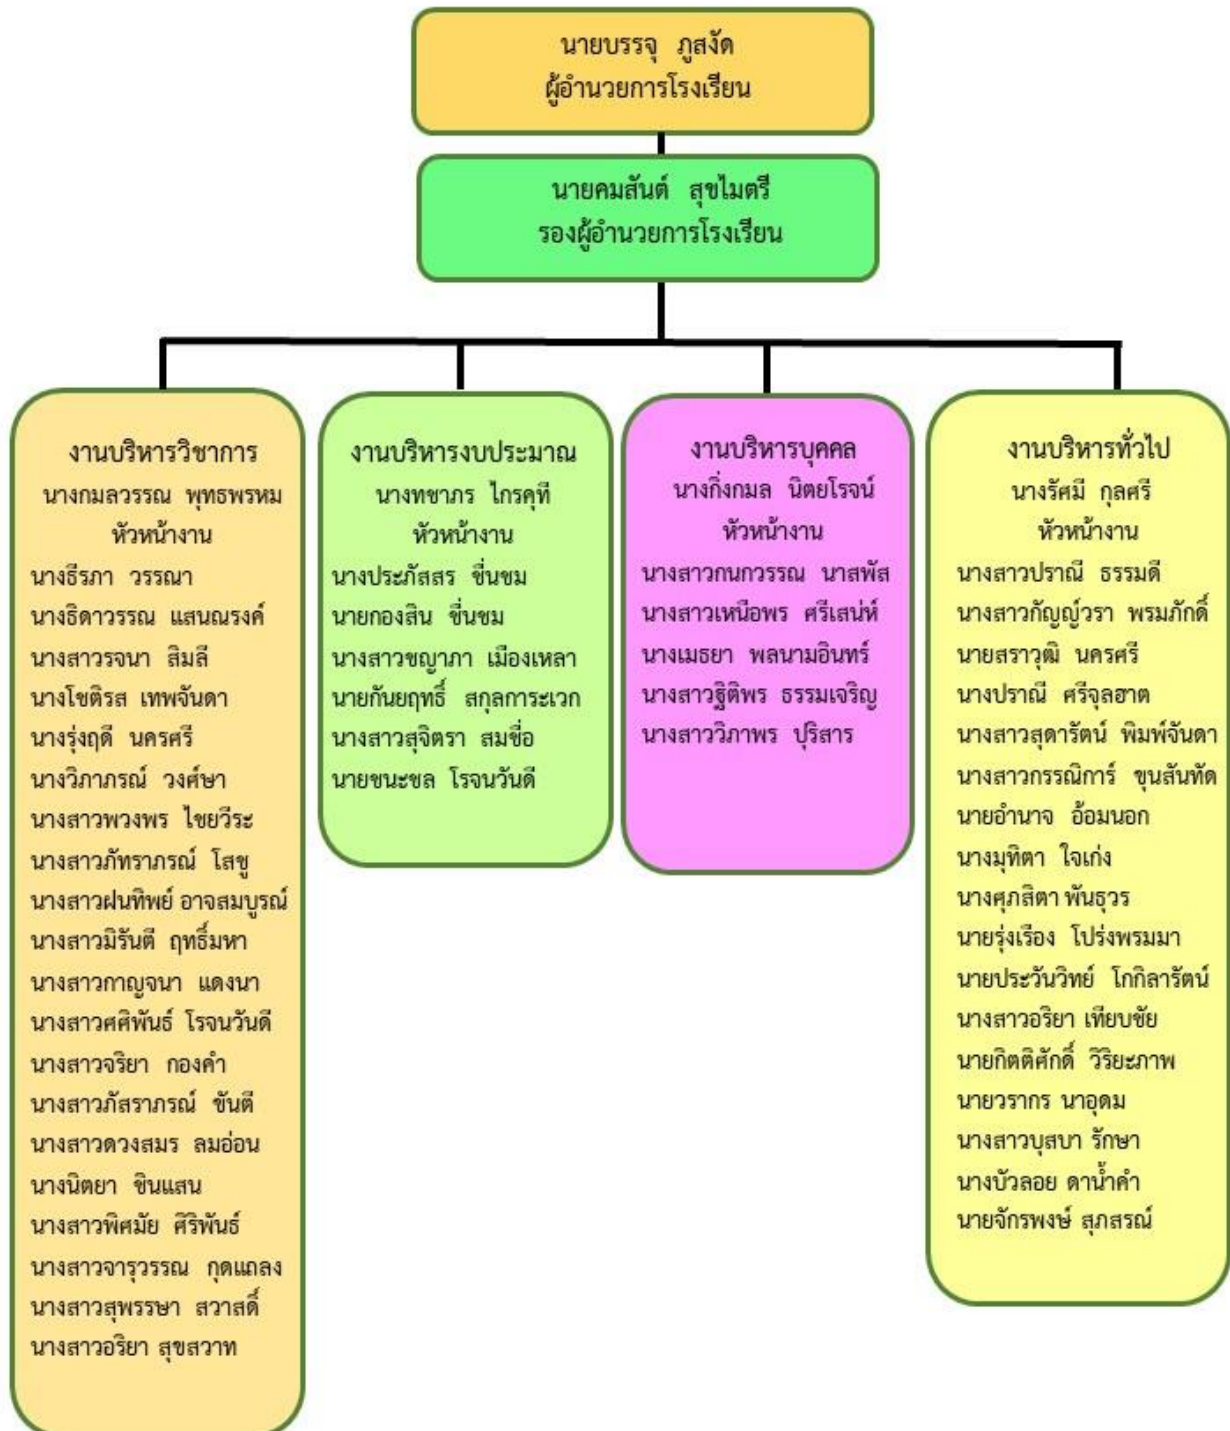 นายบรรจุ ภูสงัด
ผู้อำนวยการโรงเรียน
นายคมสันต์ สุขไมตรี
รองผู้อำนวยการโรงเรียน
งานบริหารวิชาการ
นางกมลวรรณ พุทธพรหม
หัวหน้างาน
นางธีรภา วรรณา
นางธิดาวรรณ แสนณรงค์
นางสาวรจนา สิมลี
นางโชติรส เทพจันดา
นางรุ่งฤดี นครศรี
นางวิภาภรณ์ วงศ์ษา
นางสาวพวงพร ไชยวีระ
นางสาวภัทราภรณ์ โสชู
นางสาวฝนทิพย์ อาจสมบูรณ์
นางสาวมิรันตี ฤทธิ์มหา
นางสาวกาญจนา แดงนา
นางสาวศศิพันธ์ โรจนวันดี
นางสาวจริยา กองคำ
นางสาวภัสราภรณ์ ขันตี
นางสาวดวงสมร ลมอ่อน
นางนิตยา ชินแสน
นางสาวพิศมัย ศิริพันธ์
นางสาวจารุวรรณ กุดแถลง
นางสาวสุพรรษา สวาสดิ์
นางสาวอริยา สุขสวาท
งานบริหารงบประมาณ
นางทชาภร ไกรคุที
หัวหน้างาน
นางประภัสสร ชื่นชม
นายกองสิน ชื่นชม
นางสาวชญาภา เมืองเหลา
นายกันยฤทธิ์ สกุลการะเวก
นางสาวสุจิตรา สมชื่อ
นายชนะชล โรจนวันดี
งานบริหารบุคคล
นางกิ่งกมล นิตยโรจน์
หัวหน้างาน
นางสาวกนกวรรณ นาสพัส
นางสาวเหนือพร ศรีเสน่ห์
นางเมธยา พลนามอินทร์
นางสาวฐิติพร ธรรมเจริญ
นางสาววิภาพร ปุริสาร
งานบริหารทั่วไป
นางรัศมี กุลศรี
หัวหน้างาน
นางสาวปราณี ธรรมดี
นางสาวกัญญ์วรา พรมภักดิ์
นายสราวุฒิ นครศรี
นางปราณี ศรีจุลฮาต
นางสาวสุดารัตน์ พิมพ์จันดา
นางสาวกรรณิการ์ ขุนสันทัด
นายอำนาจ อ้อมนอก
นางมุทิตา ใจเก่ง
นางศุภสิตา พันธุวร
นายรุ่งเรือง โปร่งพรมมา
นายประวันวิทย์ โกกิลารัตน์
นางสาวอริยา เทียบชัย
นายกิตติศักดิ์ วิริยะภาพ
นายวรากร นาอุดม
นางสาวบุสบา รักษา
นางบัวลอย ดาน้ำคำ
นายจักรพงษ์ สุภสรณ์